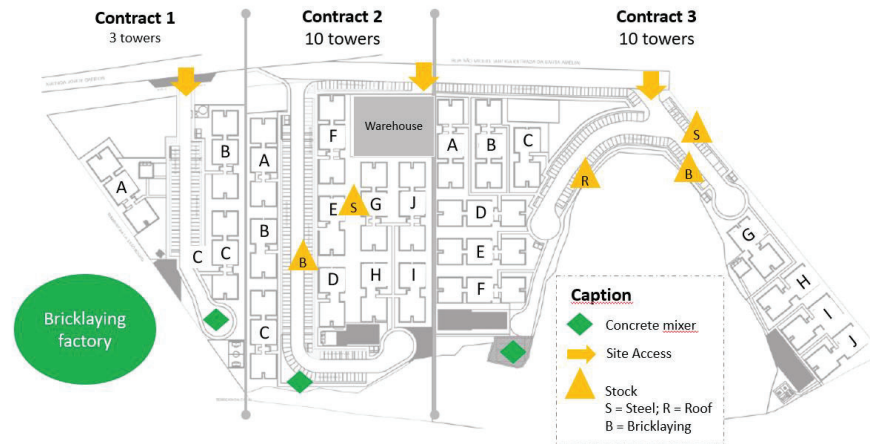 Contract 1
3 towers
Contract 2
10 towers
Contract 3
10 towers
Warehouse
A
B
C
C
A
B
C
F
E
D
B
S
G
J
H
I
A
B
C
D
E
F
R
S
B
G
H
I
J
Bricklaying
factory
Caption
Concrete mixer
Site Access
Stock
S = Steel; R = Roof
B = Bricklaying